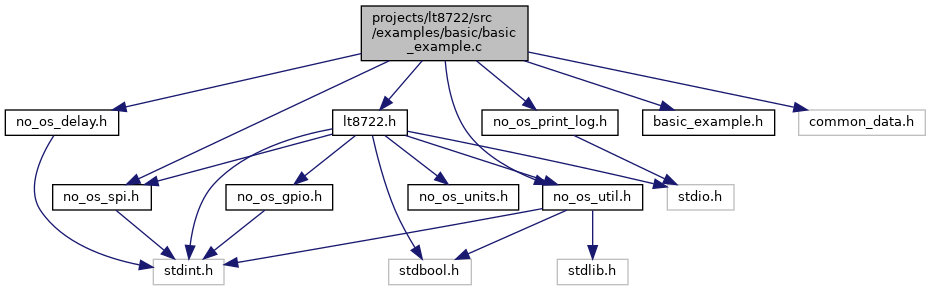 projects/lt8722/src
/examples/basic/basic
_example.c
no_os_delay.h
lt8722.h
no_os_print_log.h
basic_example.h
common_data.h
no_os_spi.h
no_os_gpio.h
no_os_units.h
no_os_util.h
stdio.h
stdint.h
stdbool.h
stdlib.h